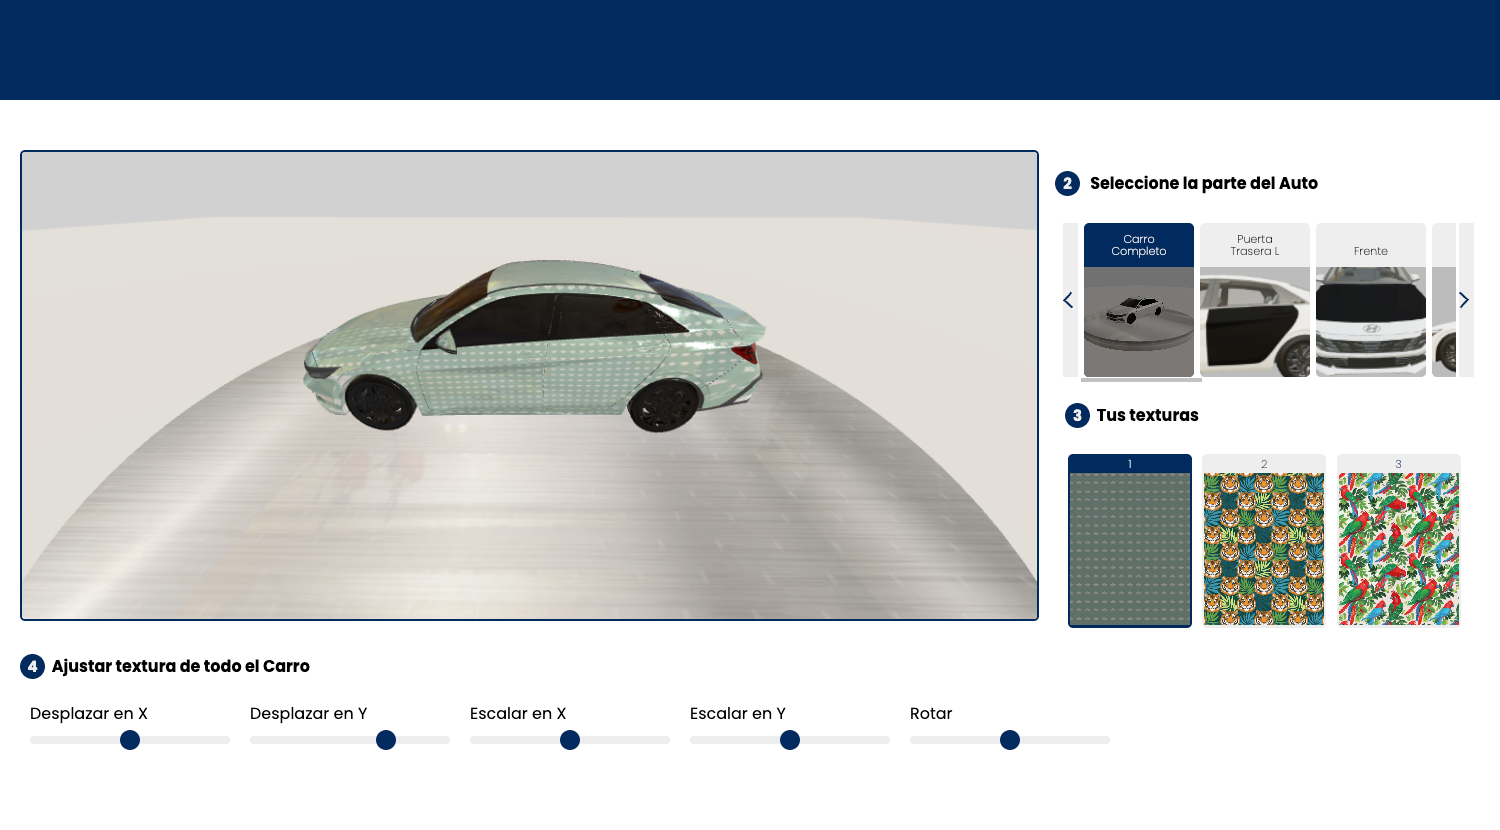 2 Seleccione la parte del Auto
Carro
Completo
Puerta
Trasera L
Frente
3 Tus texturas
1
2
3
4 Ajustar textura de todo el Carro
Desplazar en X
Desplazar en Y
Escalar en X
Escalar en Y
Rotar